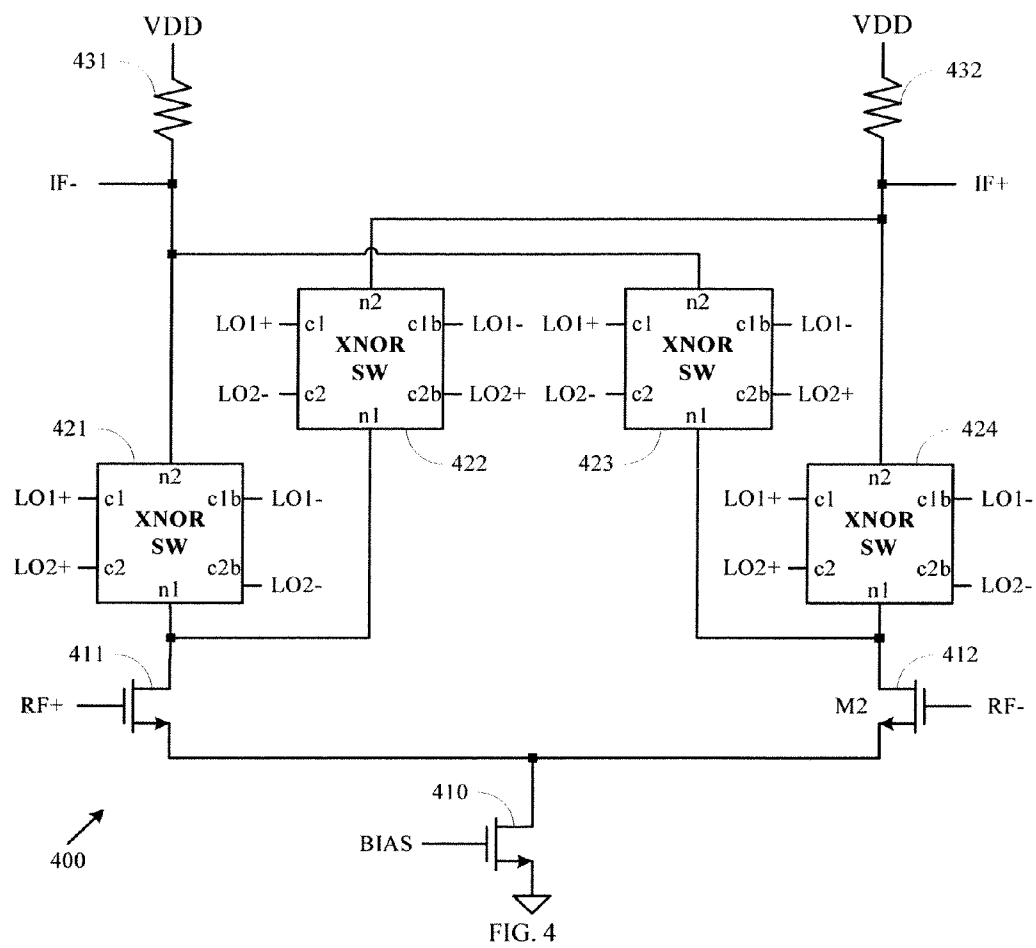 VDD VDD
431 432
IF- IF+
n2 n2
LO1+ c1 c1b LO1- LO1+ c1 c1b LO1-
XNOR SW XNOR SW
LO2- c2 c2b LO2+ LO2- c2 c2b LO2+
n1 n1
421 422 423 424
n2 n2
LO1+ c1 c1b LO1- LO1+ c1 c1b LO1-
XNOR SW XNOR SW
LO2+ c2 c2b LO2- LO2+ c2 c2b LO2-
n1 n1
411 412
RF+ M2 RF-
410
BIAS
400
FIG. 4